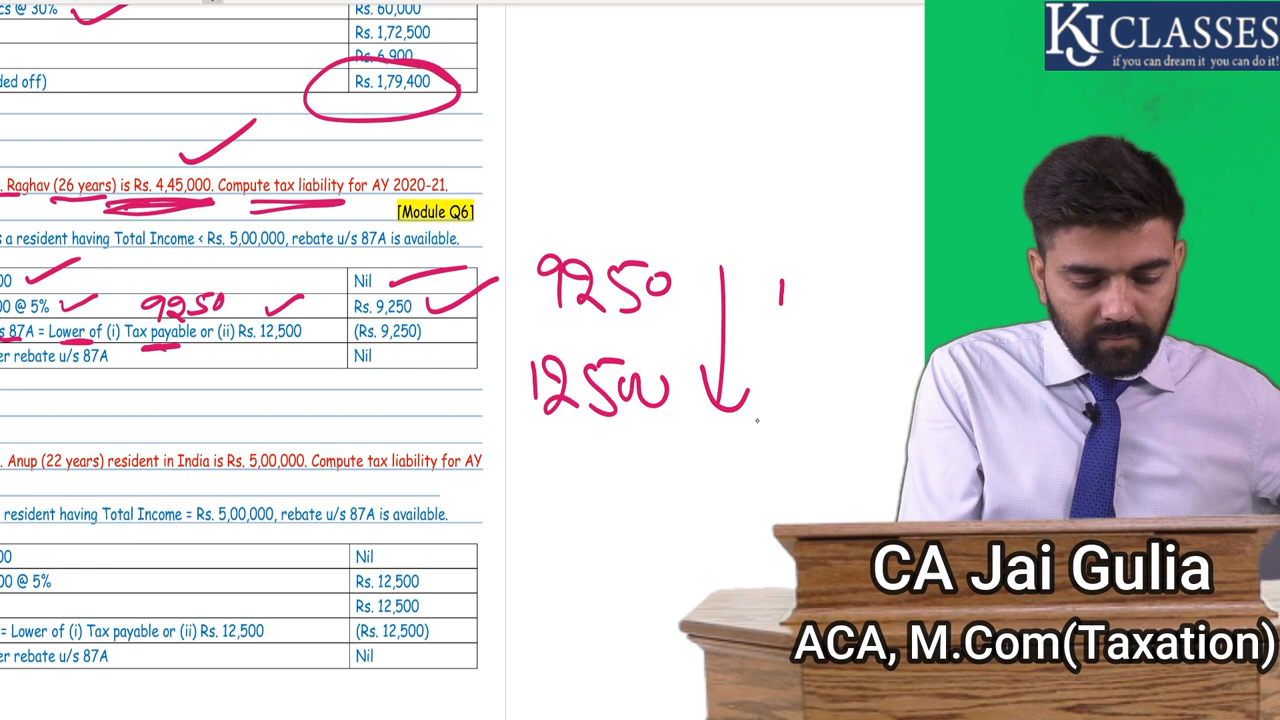 cs @ 30% Rs. 60,000
Rs. 1,72,500
Rs. 6,900
ded off) Rs. 1,79,400
. Raghav (26 years) is Rs. 4,45,000. Compute tax liability for AY 2020-21.
[Module Q6]
s a resident having Total Income < Rs. 5,00,000, rebate u/s 87A is available.
00 Nil
00 @ 5% 9250 Rs. 9,250
s 87A = Lower of (i) Tax payable or (ii) Rs. 12,500 (Rs. 9,250)
er rebate u/s 87A Nil
. Anup (22 years) resident in India is Rs. 5,00,000. Compute tax liability for AY
resident having Total Income = Rs. 5,00,000, rebate u/s 87A is available.
00 Nil
00 @ 5% Rs. 12,500
Rs. 12,500
= Lower of (i) Tax payable or (ii) Rs. 12,500 (Rs. 12,500)
er rebate u/s 87A Nil
9250
12500
KJ CLASSES
if you can dream it you can do it!
CA Jai Gulia
ACA, M.Com(Taxation)